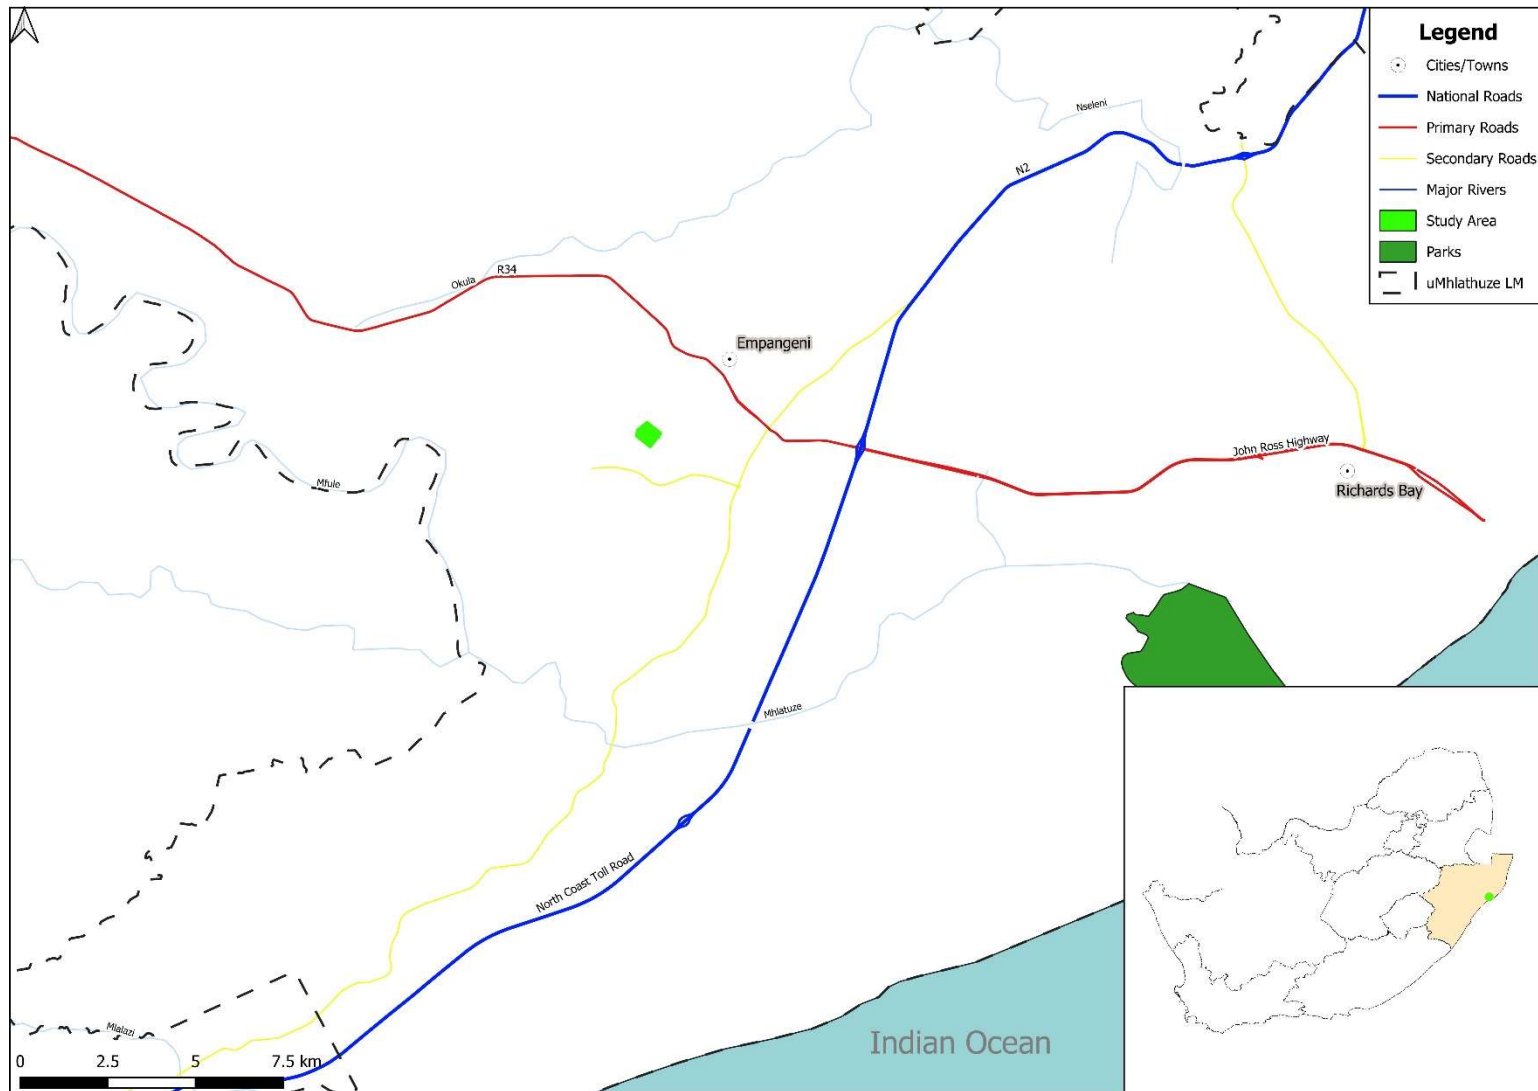 Legend
Cities/Towns
National Roads
Primary Roads
Secondary Roads
Major Rivers
Study Area
Parks
uMhlathuze LM
Nseleni
N2
R34
Okula
Empangeni
John Ross Highway
Richards Bay
Mfule
Mhlatuze
North Coast Toll Road
Mlalazi
Indian Ocean
0 2.5 5 7.5 km